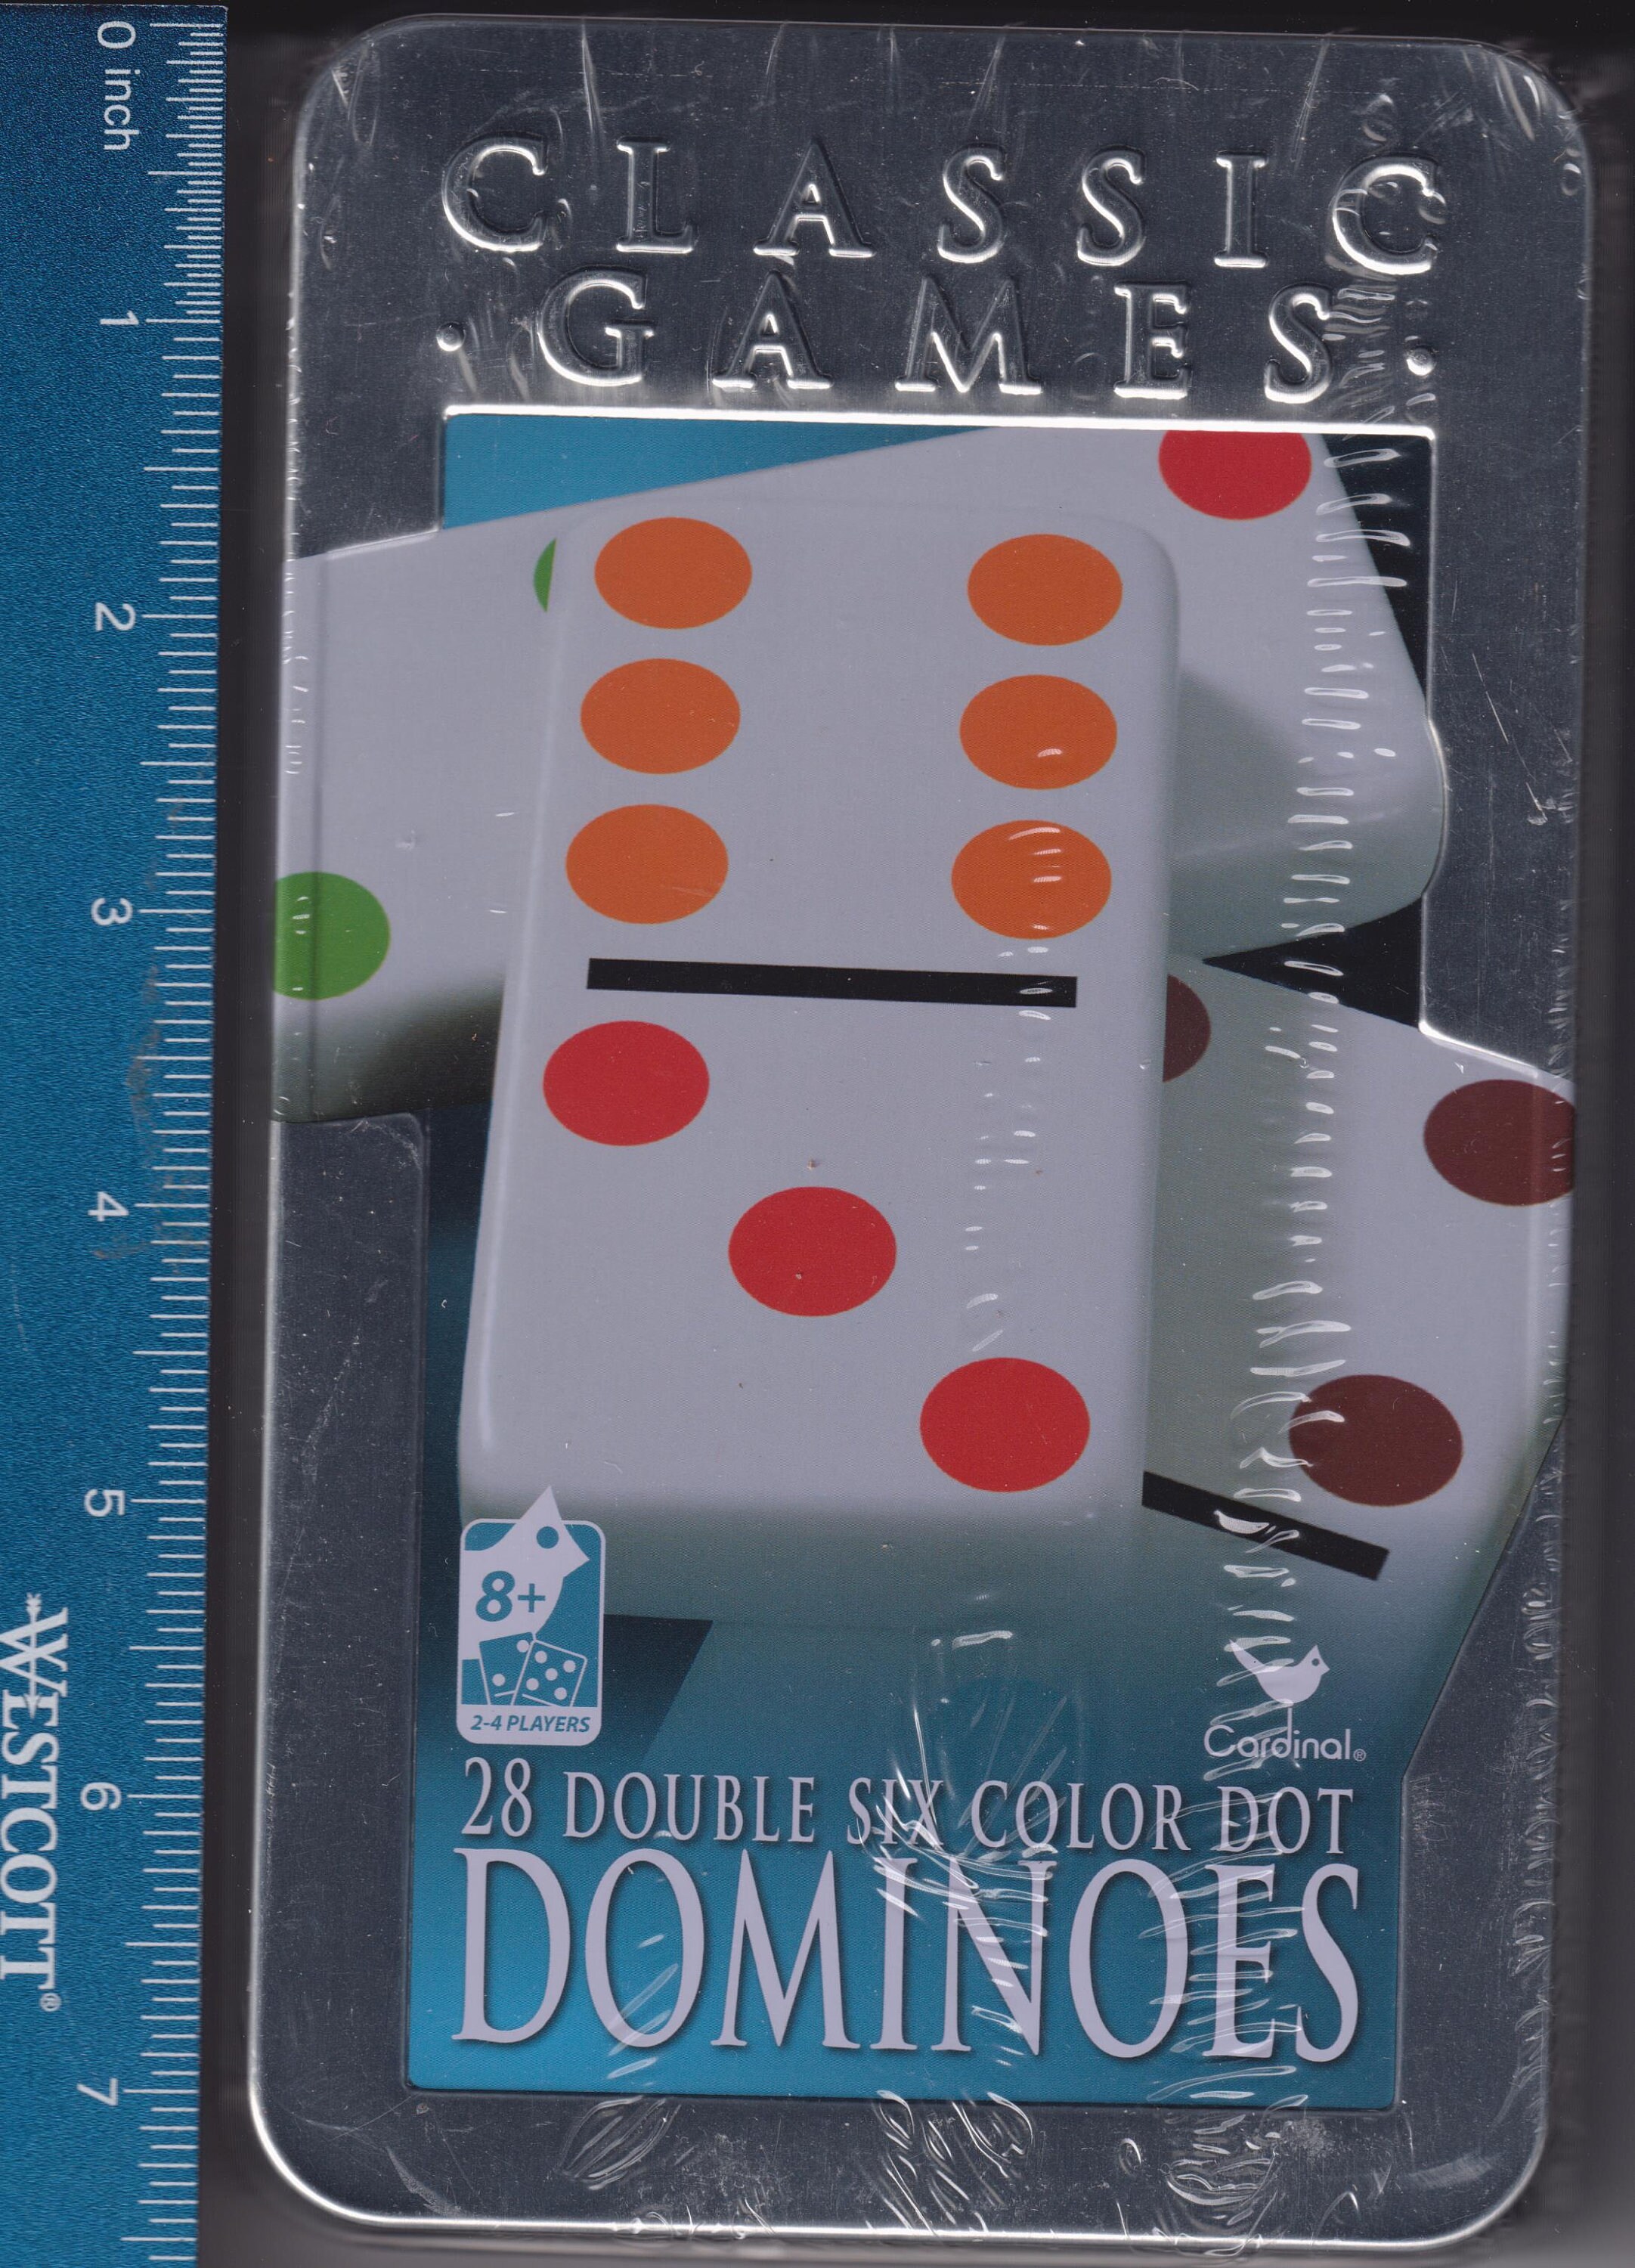 CLASSIC
· GAMES ·
8+
2-4 PLAYERS
Cardinal®
28 DOUBLE SIX COLOR DOT
DOMINOES
0 inch
1
2
3
4
5
6
7
WESTCOTT®